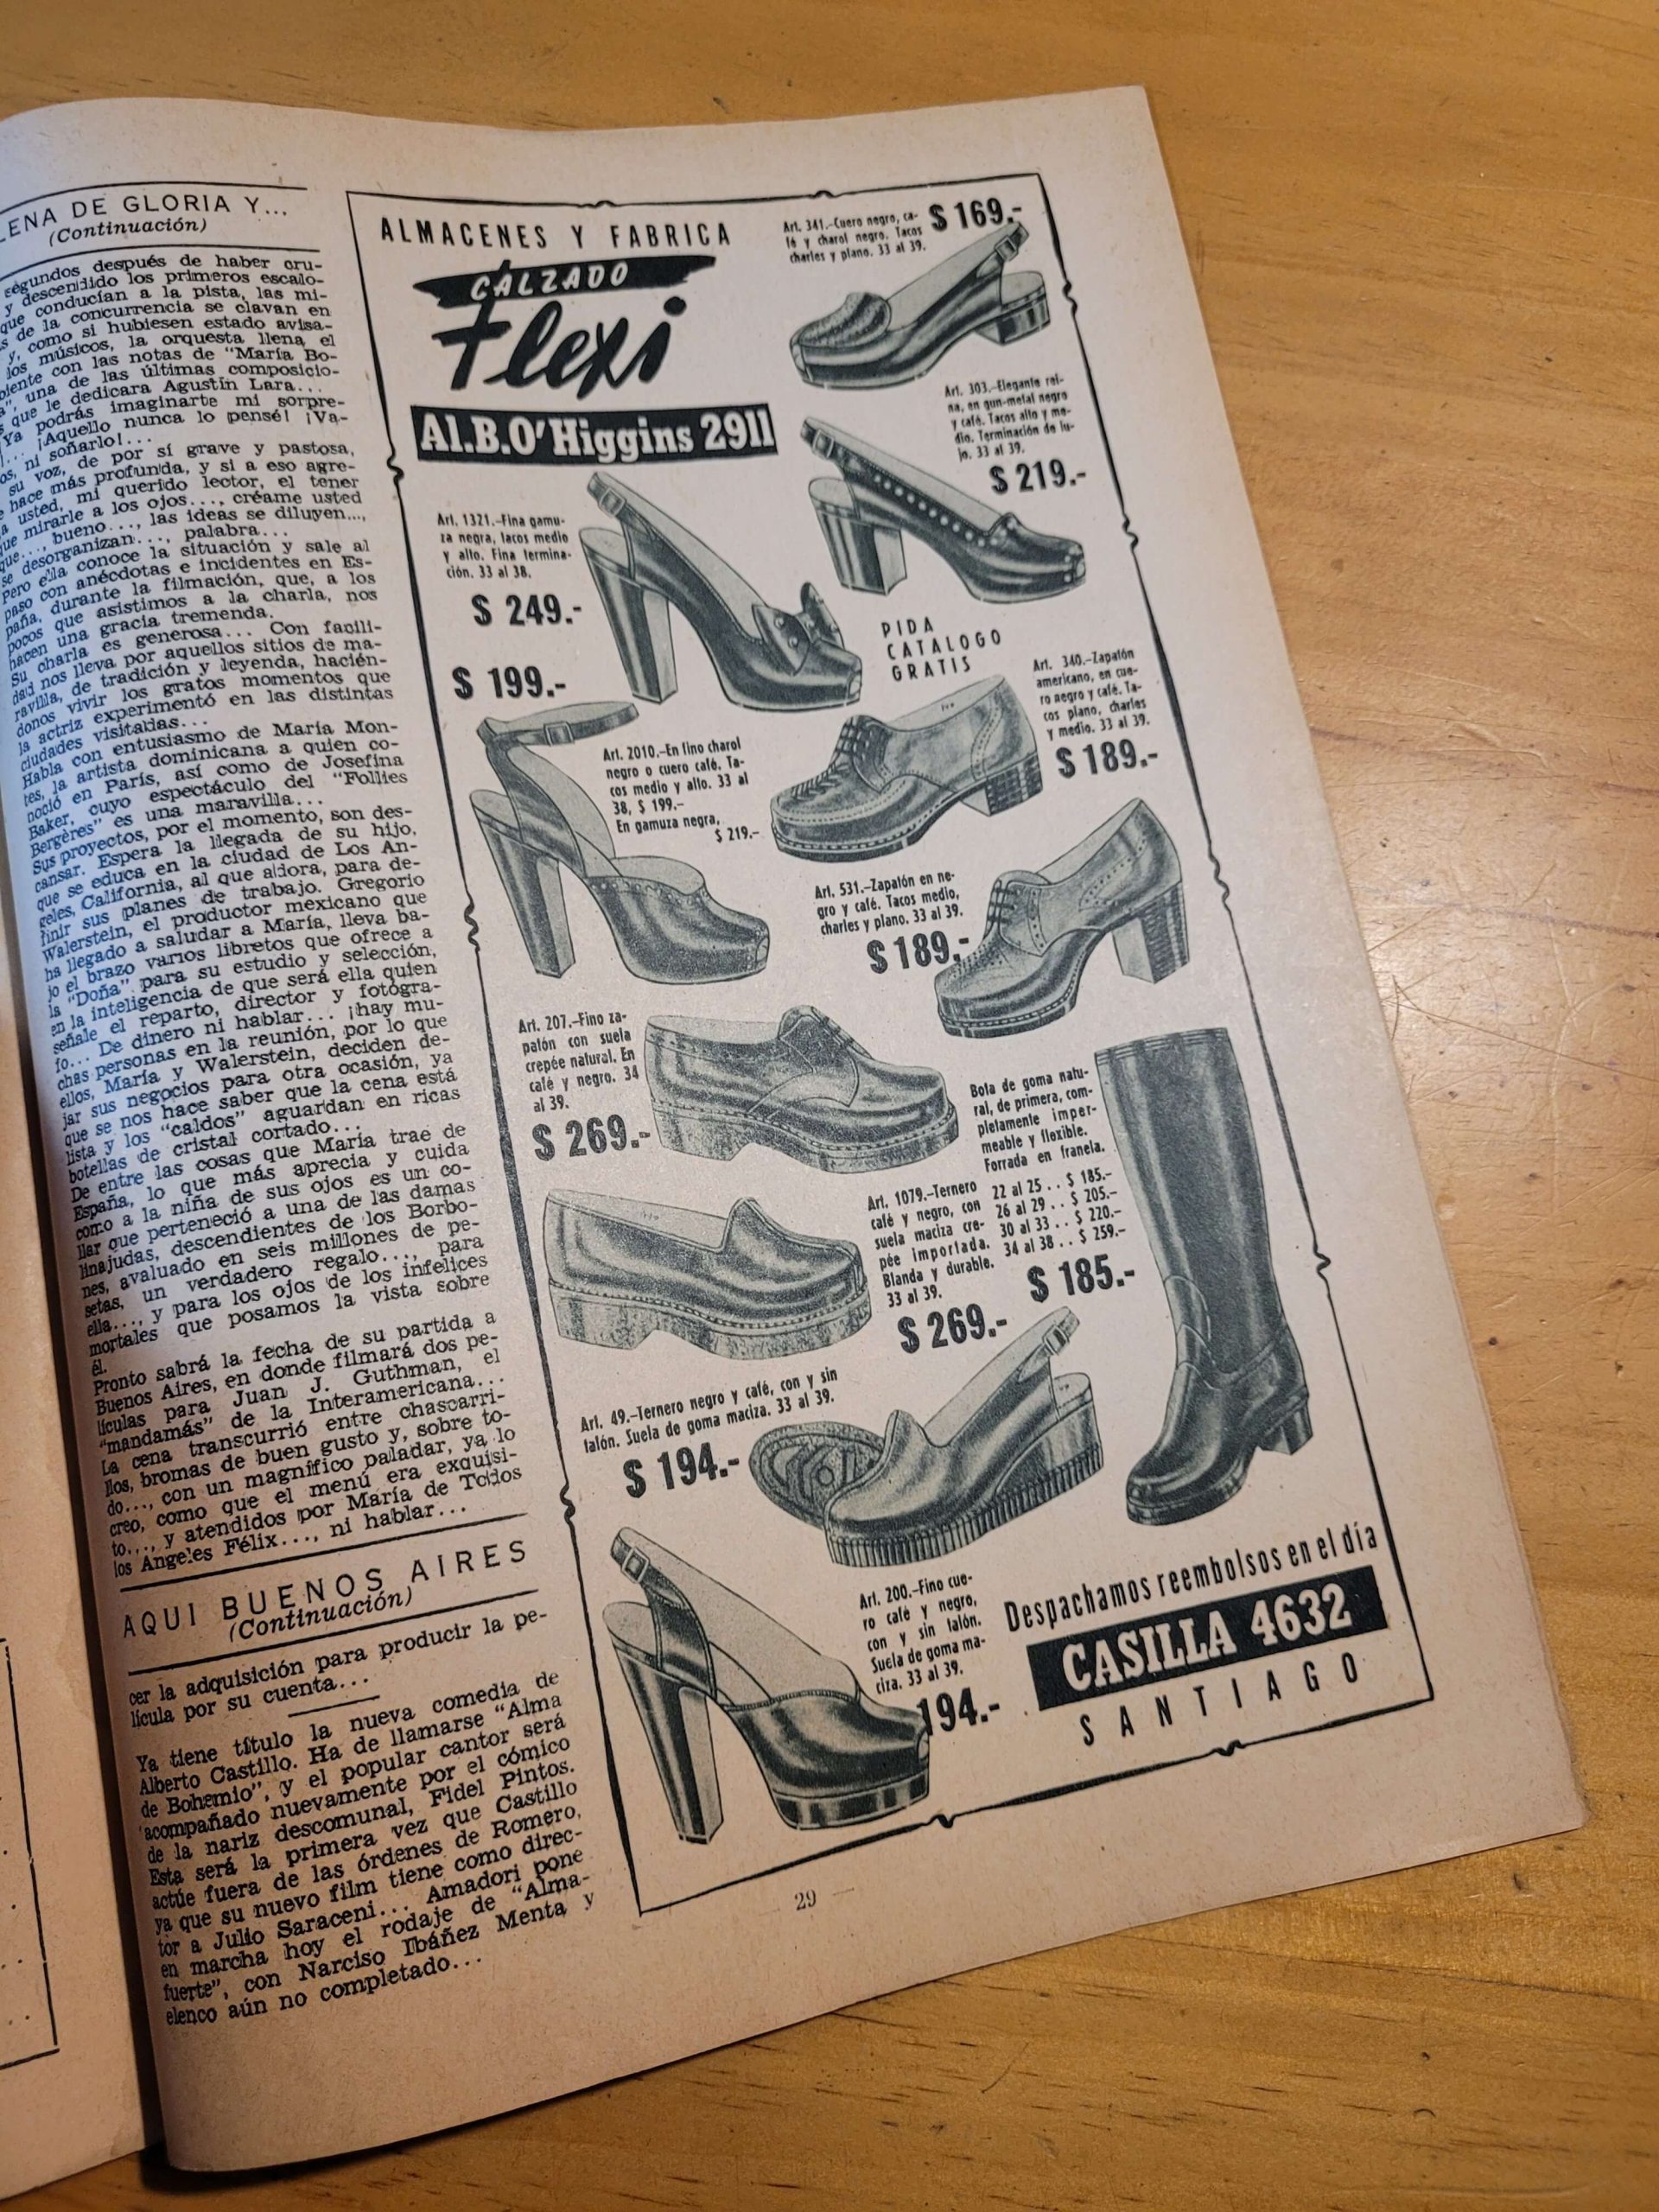 LENA DE GLORIA Y...
(Continuación)
segundos después de haber cru-
y descendido los primeros escalo-
que conducían a la pista, las mi-
s de la concurrencia se clavan en
y, como si hubiesen estado avisa-
los músicos, la orquesta llena el
biente con las notas de "María Bo-
una de las últimas composicio-
que le dedicara Agustín Lara...
Ya podrás imaginarte mi sorpre-
... ¡Aquello nunca lo pensé! ¡Va-
os, ni soñarlo!...
su voz, de por sí grave y pastosa,
hace más profunda, y si a eso agre-
a usted, mi querido lector, el tener
que mirarle a los ojos..., créame usted
que..., bueno..., las ideas se diluyen...,
se desorganizan..., palabra...
Pero ella conoce la situación y sale al
paso con anécdotas e incidentes en Es-
paña, durante la filmación, que, a los
pocos que asistimos a la charla, nos
hacen una gracia tremenda.
Su charla es generosa... Con facili-
dad nos lleva por aquellos sitios de ma-
ravilla, de tradición y leyenda, hacién-
donos vivir los gratos momentos que
la actriz experimentó en las distintas
ciudades visitadas...
Habla con entusiasmo de María Mon-
tes, la artista dominicana a quien co-
noció en París, así como de Josefina
Baker, cuyo espectáculo del "Follies
Bergères" es una maravilla...
Sus proyectos, por el momento, son des-
cansar. Espera la llegada de su hijo,
que se educa en la ciudad de Los An-
geles, California, al que adora, para de-
finir sus planes de trabajo. Gregorio
Walerstein, el productor mexicano que
ha llegado a saludar a María, lleva ba-
jo el brazo varios libretos que ofrece a
la "Doña" para su estudio y selección,
en la inteligencia de que será ella quien
señale el reparto, director y fotógra-
fo... De dinero ni hablar... ¡hay mu-
chas personas en la reunión, por lo que
ellos, María y Walerstein, deciden de-
jar sus negocios para otra ocasión, ya
que se nos hace saber que la cena está
lista y los "caldos" aguardan en ricas
botellas de cristal cortado...
De entre las cosas que María trae de
España, lo que más aprecia y cuida
como a la niña de sus ojos es un co-
llar que perteneció a una de las damas
linajudas, descendientes de los Borbo-
nes, avaluado en seis millones de pe-
setas, un verdadero regalo..., para
ella..., y para los ojos de los infelices
mortales que posamos la vista sobre
él.
Pronto sabrá la fecha de su partida a
Buenos Aires, en donde filmará dos pe-
lículas para Juan J. Guthman, el
"mandamás" de la Interamericana...
La cena transcurrió entre chascarri-
llos, bromas de buen gusto y, sobre to-
do..., con un magnífico paladar, ya lo
creo, como que el menú era exquisi-
to..., y atendidos por María de Todos
los Angeles Félix..., ni hablar...
AQUI BUENOS AIRES
(Continuación)
cer la adquisición para producir la pe-
lícula por su cuenta...
Ya tiene título la nueva comedia de
Alberto Castillo. Ha de llamarse "Alma
de Bohemio", y el popular cantor será
acompañado nuevamente por el cómico
de la nariz descomunal, Fidel Pintos.
Esta será la primera vez que Castillo
actúe fuera de las órdenes de Romero,
ya que su nuevo film tiene como direc-
tor a Julio Saraceni... Amadori pone
en marcha hoy el rodaje de "Alma-
fuerte", con Narciso Ibáñez Menta y
elenco aún no completado...
ALMACENES Y FABRICA
CALZADO
Flexi
Al.B.O'Higgins 2911
Art. 341.-Cuero negro, ca-
fé y charol negro. Tacos
charles y plano. 33 al 39.
$ 169.-
Art. 303.-Elegante rei-
na, en gun-metal negro
y café. Tacos alto y me-
dio. Terminación de lu-
jo. 33 al 39.
$ 219.-
Art. 1321.-Fina gamu-
za negra, tacos medio
y alto. Fina termina-
ción. 33 al 38.
$ 249.-
PIDA
CATALOGO
GRATIS
$ 199.-
Art. 2010.-En fino charol
negro o cuero café. Ta-
cos medio y alto. 33 al
38, $ 199.-
En gamuza negra,
$ 219.-
Art. 340.-Zapatón
americano, en cue-
ro negro y café. Ta-
cos plano, charles
y medio. 33 al 39.
$ 189.-
Art. 531.-Zapatón en ne-
gro y café. Tacos medio,
charles y plano. 33 al 39.
$ 189.-
Art. 207.-Fino za-
patón con suela
crepée natural. En
café y negro. 34
al 39.
$ 269.-
Bota de goma natu-
ral, de primera, com-
pletamente imper-
meable y flexible.
Forrada en franela.
22 al 25 . . $ 185.-
26 al 29 . . $ 205.-
30 al 33 . . $ 220.-
34 al 38 . . $ 259.-
$ 185.-
Art. 1079.-Ternero
café y negro, con
suela maciza cre-
pée importada.
Blanda y durable.
33 al 39.
$ 269.-
Art. 49.-Ternero negro y café, con y sin
talón. Suela de goma maciza. 33 al 39.
$ 194.-
Art. 200.-Fino cue-
ro café y negro,
con y sin talón.
Suela de goma ma-
ciza. 33 al 39.
194.-
Despachamos reembolsos en el día
CASILLA 4632
SANTIAGO
29